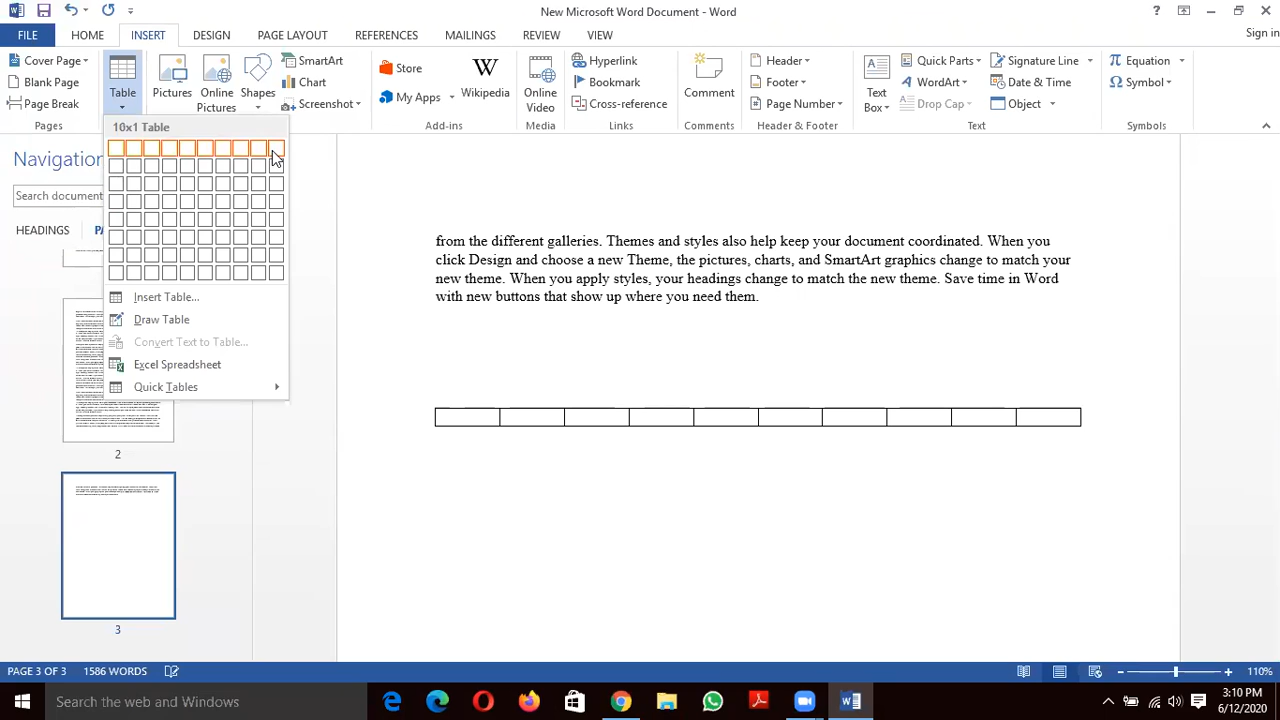 New Microsoft Word Document - Word
?
FILE HOME INSERT DESIGN PAGE LAYOUT REFERENCES MAILINGS REVIEW VIEW Sign in
Cover Page
Blank Page
Page Break
Pages
Table
Pictures
Online Pictures
Shapes
SmartArt
Chart
Screenshot
Store
My Apps
Wikipedia
Add-ins
Online Video
Media
Hyperlink
Bookmark
Cross-reference
Links
Comment
Comments
Header
Footer
Page Number
Header & Footer
Text Box
Quick Parts
WordArt
Drop Cap
Signature Line
Date & Time
Object
Text
Equation
Symbol
Symbols
10x1 Table
Insert Table...
Draw Table
Convert Text to Table...
Excel Spreadsheet
Quick Tables
Navigation
Search document
HEADINGS
2
3
from the different galleries. Themes and styles also help keep your document coordinated. When you
click Design and choose a new Theme, the pictures, charts, and SmartArt graphics change to match your
new theme. When you apply styles, your headings change to match the new theme. Save time in Word
with new buttons that show up where you need them.
PAGE 3 OF 3 1586 WORDS 110%
Search the web and Windows
3:10 PM
6/12/2020